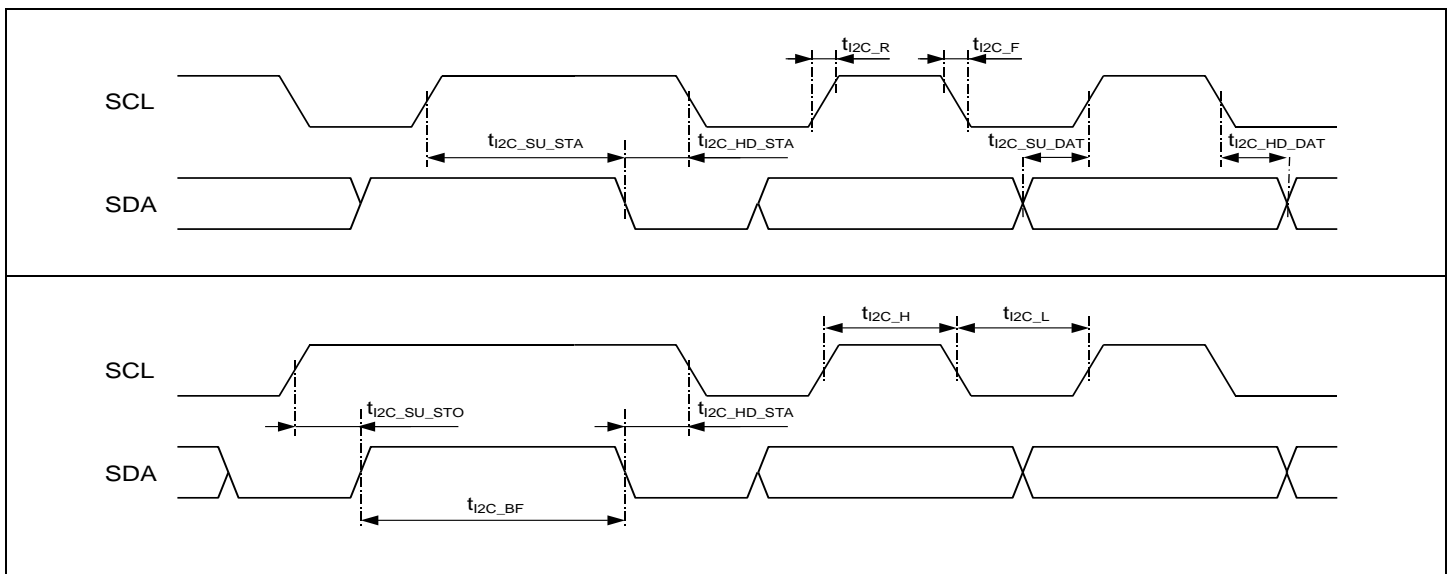 tI2C_R tI2C_F
SCL
tI2C_SU_STA tI2C_HD_STA tI2C_SU_DAT tI2C_HD_DAT
SDA
tI2C_H tI2C_L
SCL
tI2C_SU_STO tI2C_HD_STA
SDA
tI2C_BF